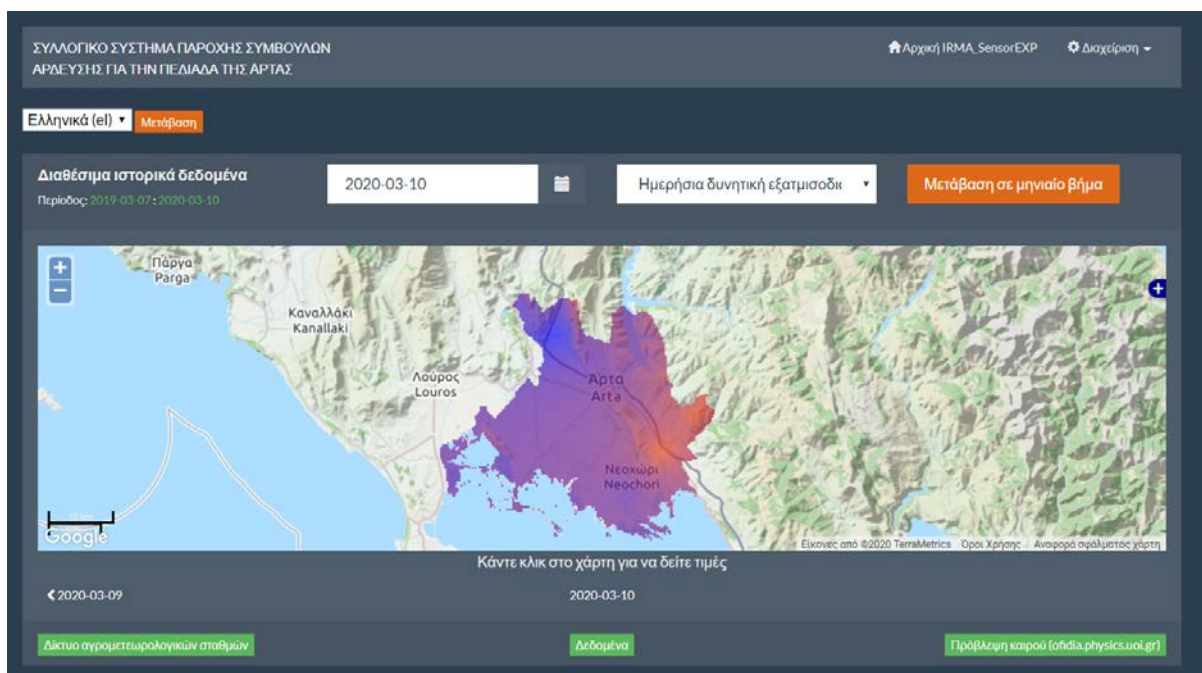 ΣΥΛΛΟΓΙΚΟ ΣΥΣΤΗΜΑ ΠΑΡΟΧΗΣ ΣΥΜΒΟΥΛΩΝ
ΑΡΔΕΥΣΗΣ ΓΙΑ ΤΗΝ ΠΕΔΙΑΔΑ ΤΗΣ ΑΡΤΑΣ
Αρχική IRMA_SensorEXP
Διαχείριση
Ελληνικά (el)
Μετάβαση
Διαθέσιμα ιστορικά δεδομένα
Περίοδος: 2019-03-07 : 2020-03-10
2020-03-10
Ημερήσια δυνητική εξατμισοδι
Μετάβαση σε μηνιαίο βήμα
+
−
Πάργα
Parga
Καναλλάκι
Kanallaki
Λούρος
Louros
Άρτα
Arta
Νεοχώρι
Neochori
+
10 km
Google
Εικόνες από ©2020 TerraMetrics
Όροι Χρήσης
Αναφορά σφάλματος χάρτη
Κάντε κλικ στο χάρτη για να δείτε τιμές
2020-03-09
2020-03-10
Δίκτυο αγρομετεωρολογικών σταθμών
Δεδομένα
Πρόβλεψη καιρού (ofidia.physics.uoi.gr)